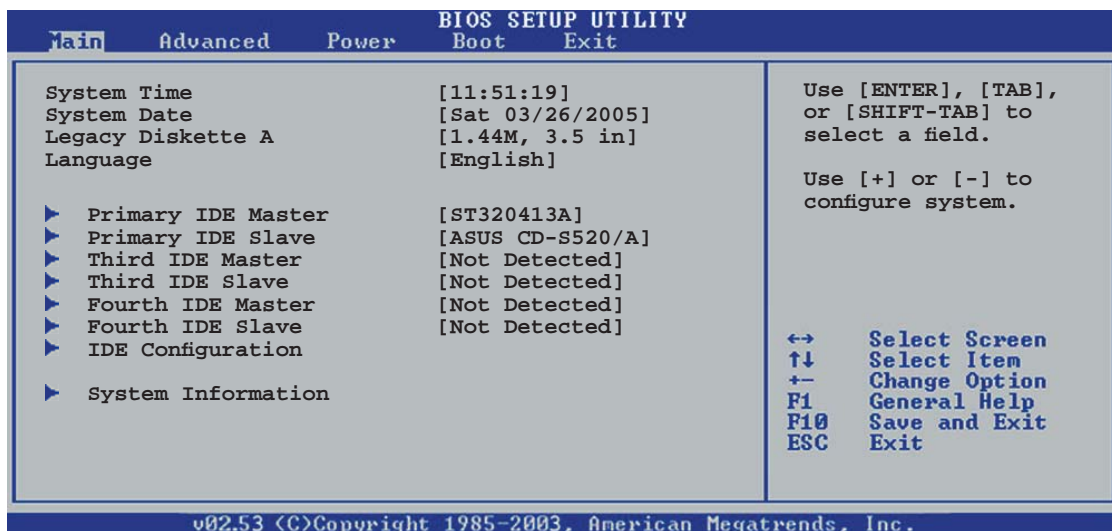 BIOS SETUP UTILITY
Main Advanced Power Boot Exit
System Time [11:51:19]
System Date [Sat 03/26/2005]
Legacy Diskette A [1.44M, 3.5 in]
Language [English]
Primary IDE Master [ST320413A]
Primary IDE Slave [ASUS CD-S520/A]
Third IDE Master [Not Detected]
Third IDE Slave [Not Detected]
Fourth IDE Master [Not Detected]
Fourth IDE Slave [Not Detected]
IDE Configuration
System Information
Use [ENTER], [TAB],
or [SHIFT-TAB] to
select a field.
Use [+] or [-] to
configure system.
←→ Select Screen
↑↓ Select Item
+- Change Option
F1 General Help
F10 Save and Exit
ESC Exit
v02.53 (C)Copyright 1985-2003, American Megatrends, Inc.